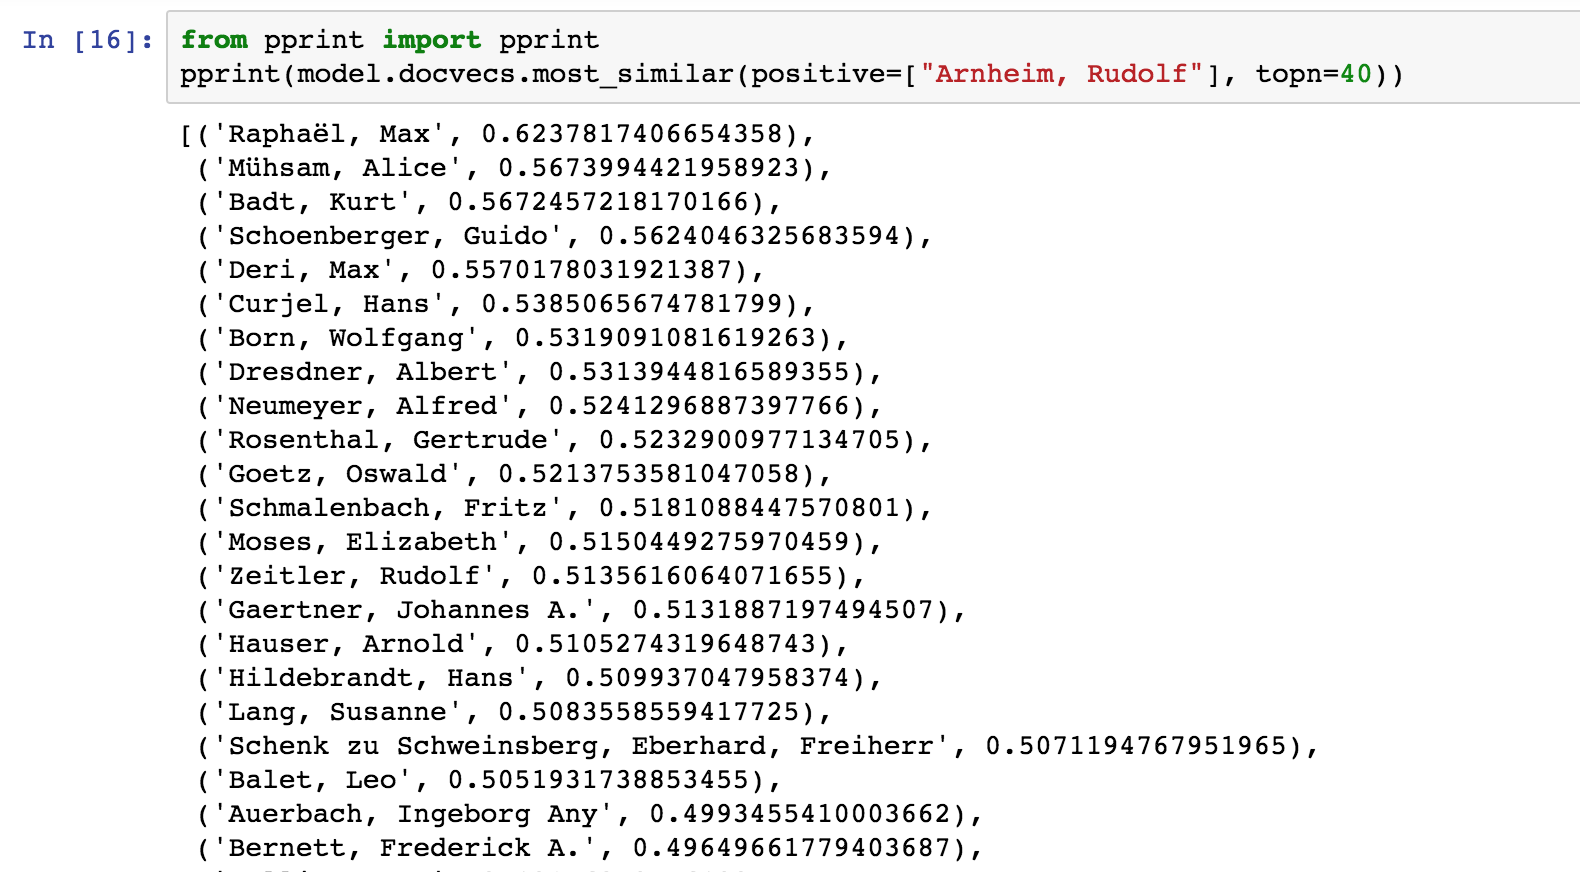 In [16]: from pprint import pprint
pprint(model.docvecs.most_similar(positive=["Arnheim, Rudolf"], topn=40))
[('Raphaël, Max', 0.6237817406654358),
('Mühsam, Alice', 0.5673994421958923),
('Badt, Kurt', 0.5672457218170166),
('Schoenberger, Guido', 0.5624046325683594),
('Deri, Max', 0.5570178031921387),
('Curjel, Hans', 0.5385065674781799),
('Born, Wolfgang', 0.5319091081619263),
('Dresdner, Albert', 0.5313944816589355),
('Neumeyer, Alfred', 0.5241296887397766),
('Rosenthal, Gertrude', 0.5232900977134705),
('Goetz, Oswald', 0.5213753581047058),
('Schmalenbach, Fritz', 0.5181088447570801),
('Moses, Elizabeth', 0.5150449275970459),
('Zeitler, Rudolf', 0.5135616064071655),
('Gaertner, Johannes A.', 0.5131887197494507),
('Hauser, Arnold', 0.5105274319648743),
('Hildebrandt, Hans', 0.509937047958374),
('Lang, Susanne', 0.5083558559417725),
('Schenk zu Schweinsberg, Eberhard, Freiherr', 0.5071194767951965),
('Balet, Leo', 0.5051931738853455),
('Auerbach, Ingeborg Any', 0.4993455410003662),
('Bernett, Frederick A.', 0.49649661779403687),